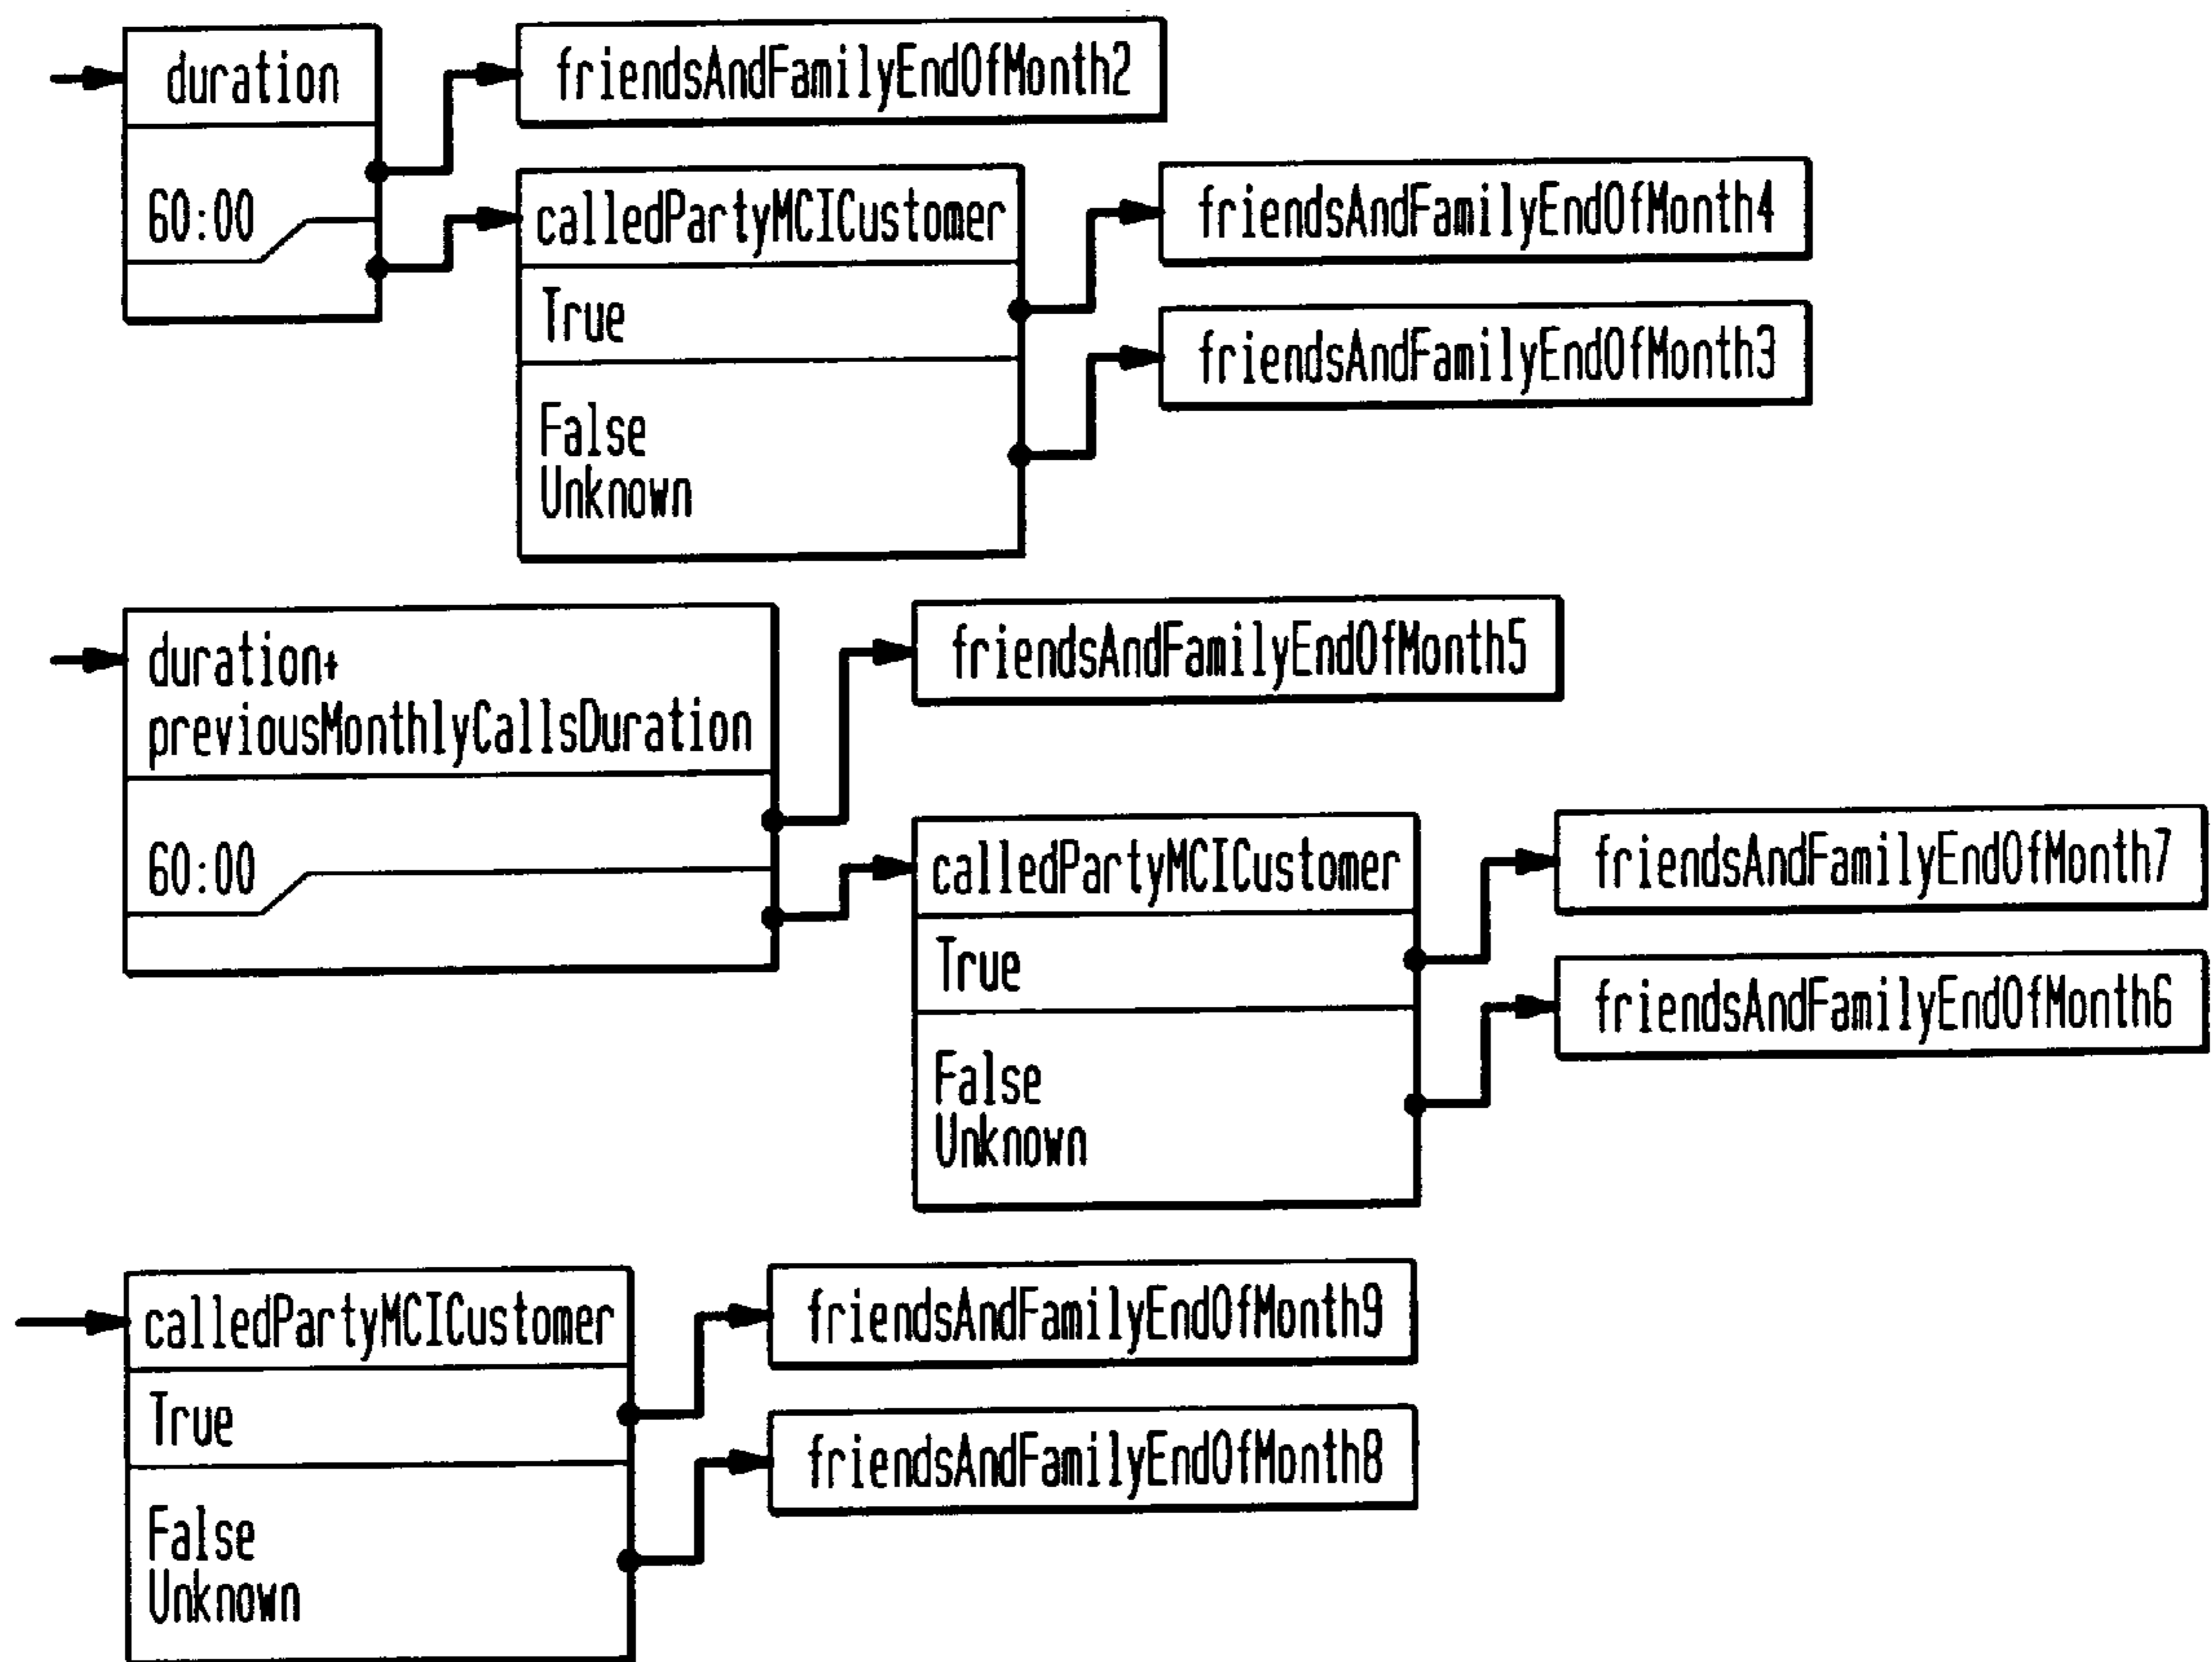 duration
friendsAndFamilyEndOfMonth2
60:00
calledPartyMCICustomer
friendsAndFamilyEndOfMonth4
True
friendsAndFamilyEndOfMonth3
False
Unknown
duration+
previousMonthlyCallsDuration
friendsAndFamilyEndOfMonth5
60:00
calledPartyMCICustomer
friendsAndFamilyEndOfMonth7
True
friendsAndFamilyEndOfMonth6
False
Unknown
calledPartyMCICustomer
friendsAndFamilyEndOfMonth9
True
friendsAndFamilyEndOfMonth8
False
Unknown